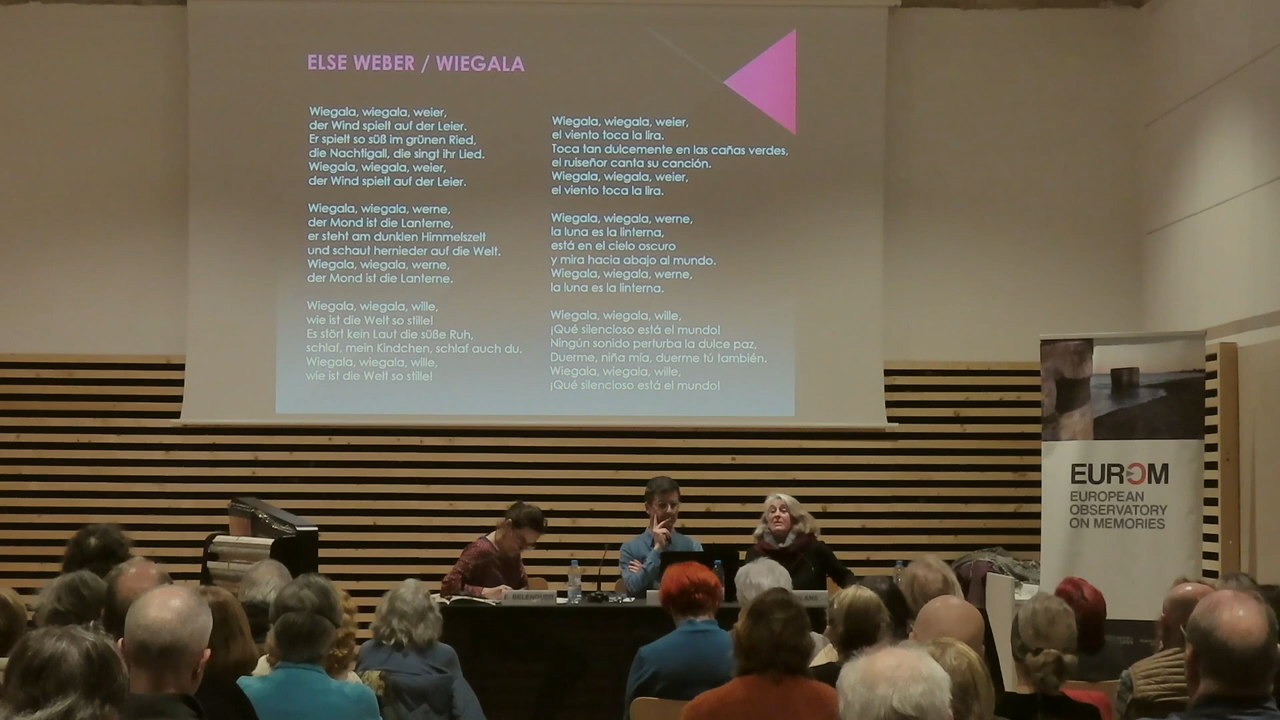 ELSE WEBER / WIEGALA
Wiegala, wiegala, weier,
der Wind spielt auf der Leier.
Er spielt so süß im grünen Ried,
die Nachtigall, die singt ihr Lied.
Wiegala, wiegala, weier,
der Wind spielt auf der Leier.
Wiegala, wiegala, werne,
der Mond ist die Lanterne,
er steht am dunklen Himmelszelt
und schaut hernieder auf die Welt.
Wiegala, wiegala, werne,
der Mond ist die Lanterne.
Wiegala, wiegala, wille,
wie ist die Welt so stille!
Es stört kein Laut die süße Ruh,
schlaf, mein Kindchen, schlaf auch du.
Wiegala, wiegala, wille,
wie ist die Welt so stille!
Wiegala, wiegala, weier,
el viento toca la lira.
Toca tan dulcemente en las cañas verdes,
el ruiseñor canta su canción.
Wiegala, wiegala, weier,
el viento toca la lira.
Wiegala, wiegala, werne,
la luna es la linterna,
está en el cielo oscuro
y mira hacia abajo al mundo.
Wiegala, wiegala, werne,
la luna es la linterna.
Wiegala, wiegala, wille,
¡Qué silencioso está el mundo!
Ningún sonido perturba la dulce paz,
Duerme, niña mía, duerme tú también.
Wiegala, wiegala, wille,
¡Qué silencioso está el mundo!
EUROM
EUROPEAN
OBSERVATORY
ON MEMORIES